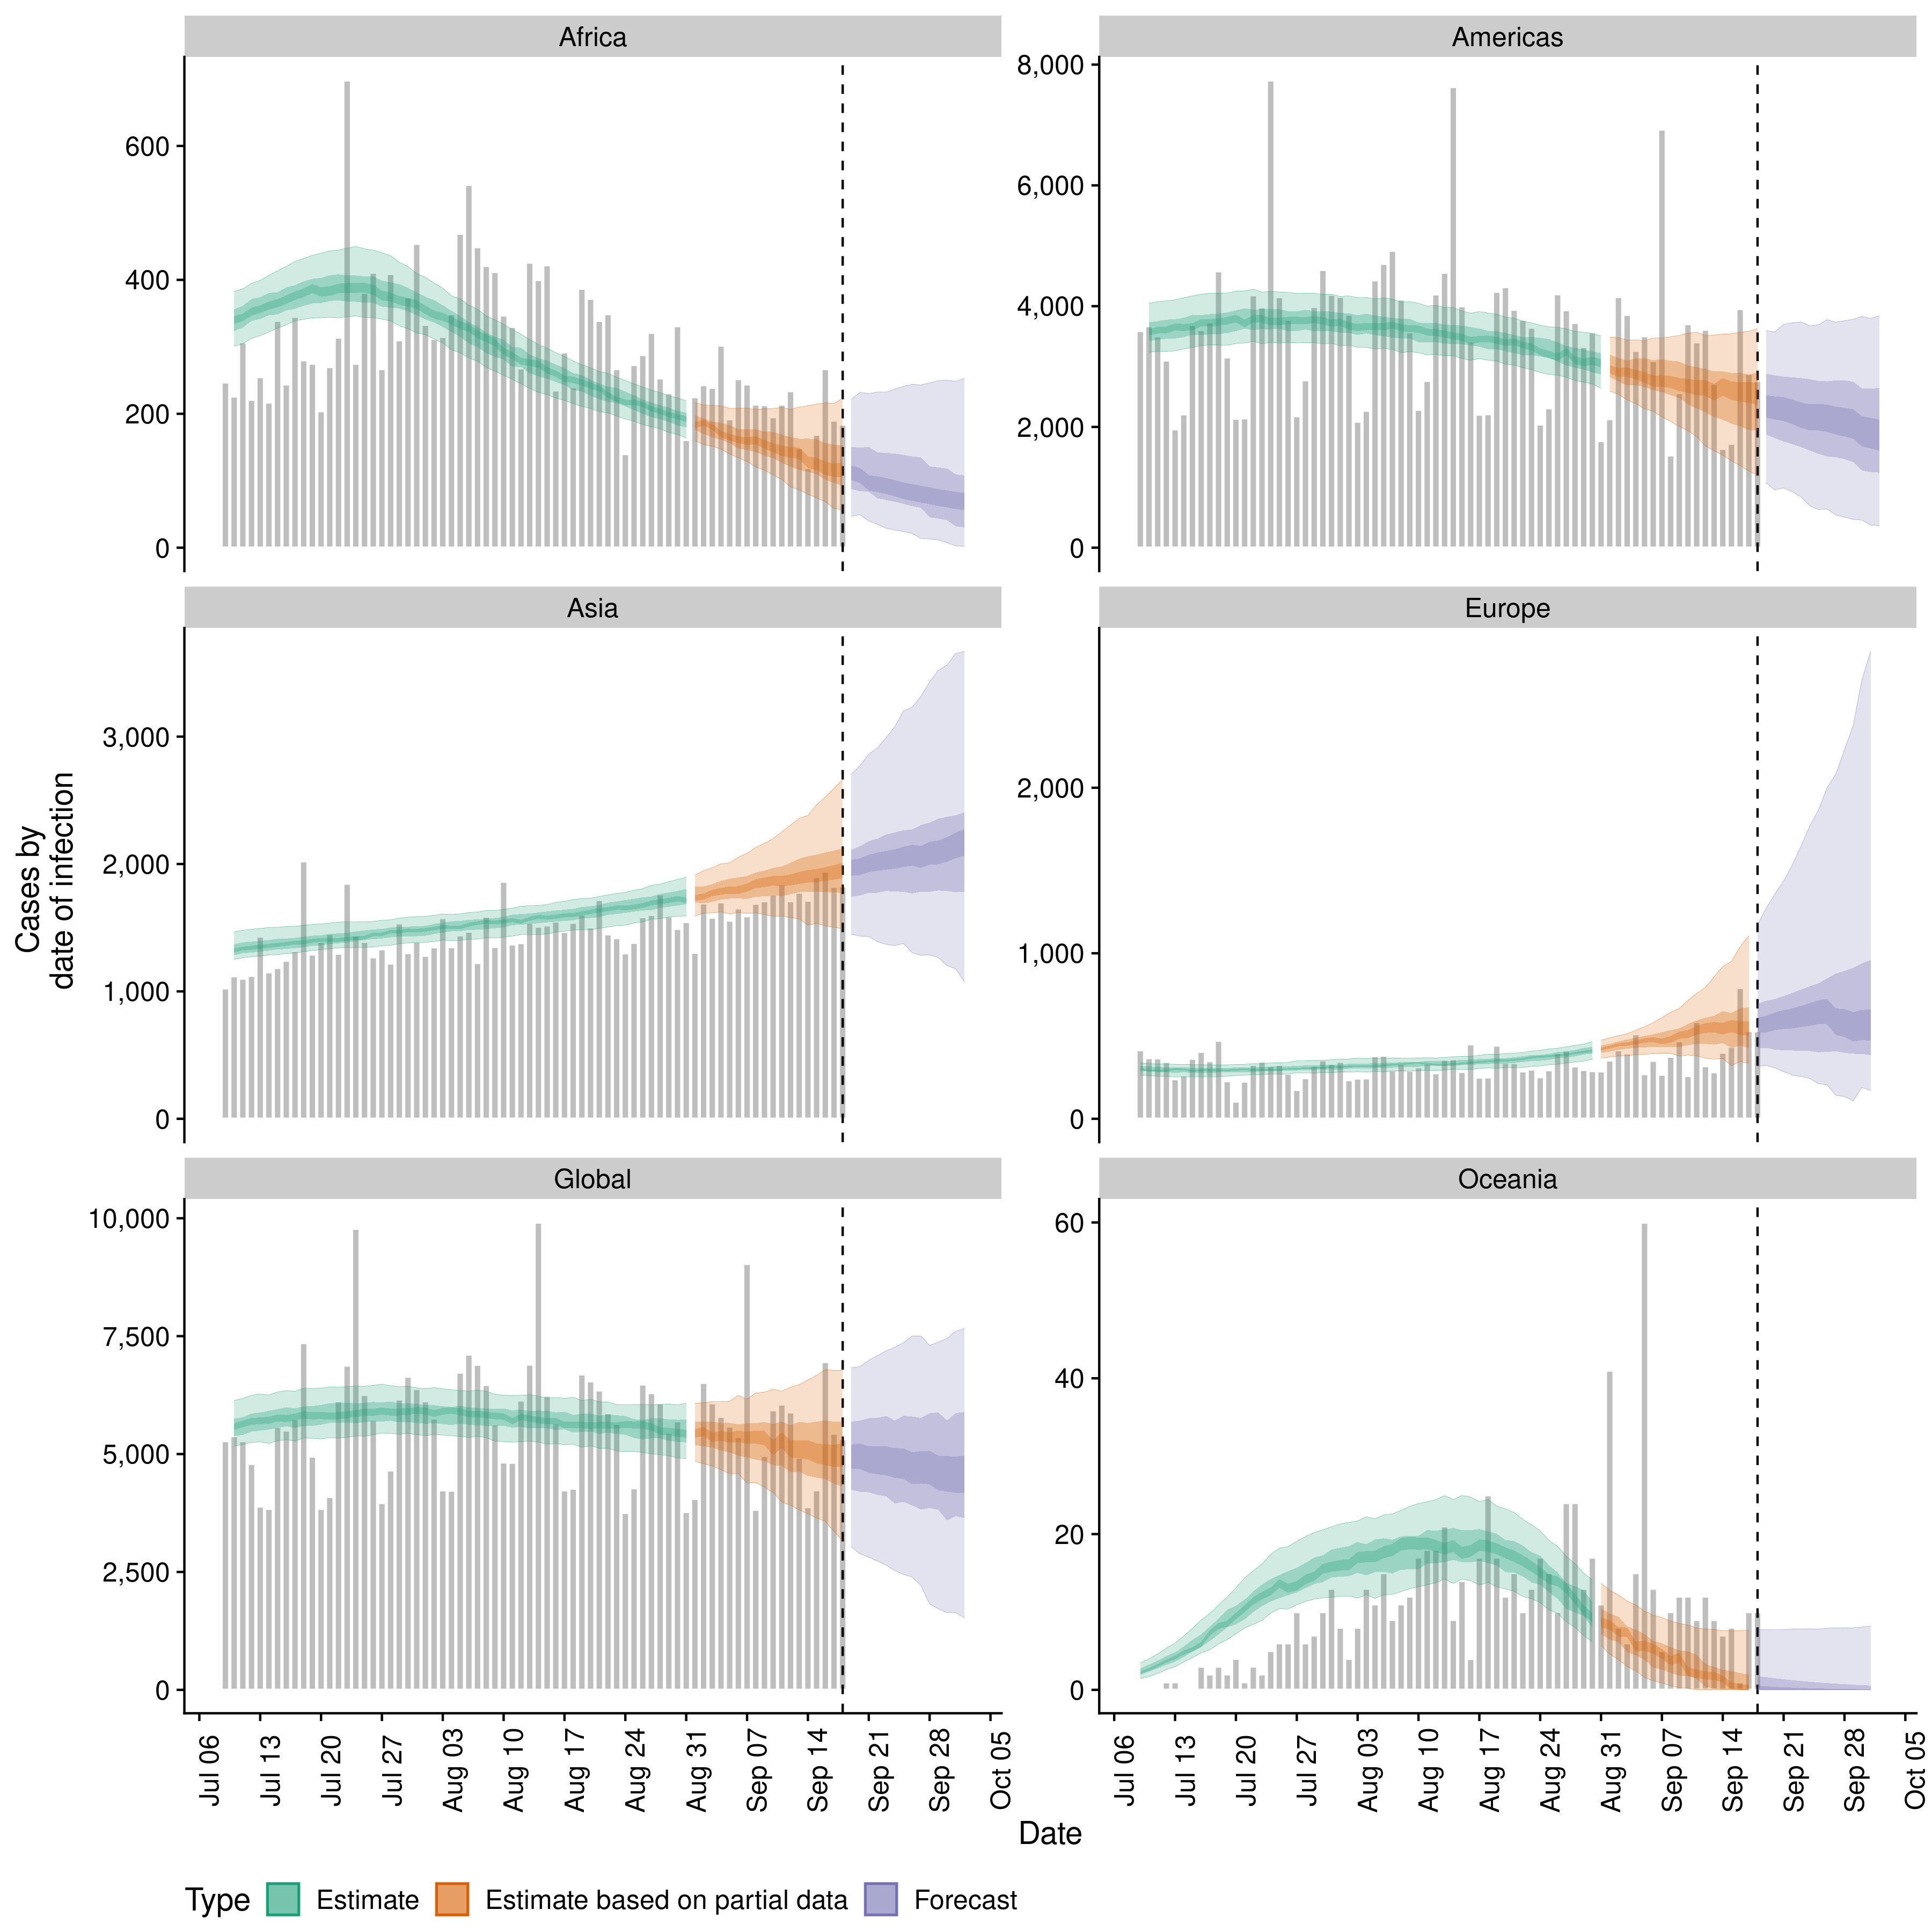 Africa
Americas
600
400
200
0
8,000
6,000
4,000
2,000
0
Asia
Europe
3,000
2,000
1,000
0
2,000
1,000
0
Cases by
date of infection
Global
Oceania
10,000
7,500
5,000
2,500
0
60
40
20
0
Jul 06 Jul 13 Jul 20 Jul 27 Aug 03 Aug 10 Aug 17 Aug 24 Aug 31 Sep 07 Sep 14 Sep 21 Sep 28 Oct 05
Jul 06 Jul 13 Jul 20 Jul 27 Aug 03 Aug 10 Aug 17 Aug 24 Aug 31 Sep 07 Sep 14 Sep 21 Sep 28 Oct 05
Date
Type Estimate Estimate based on partial data Forecast